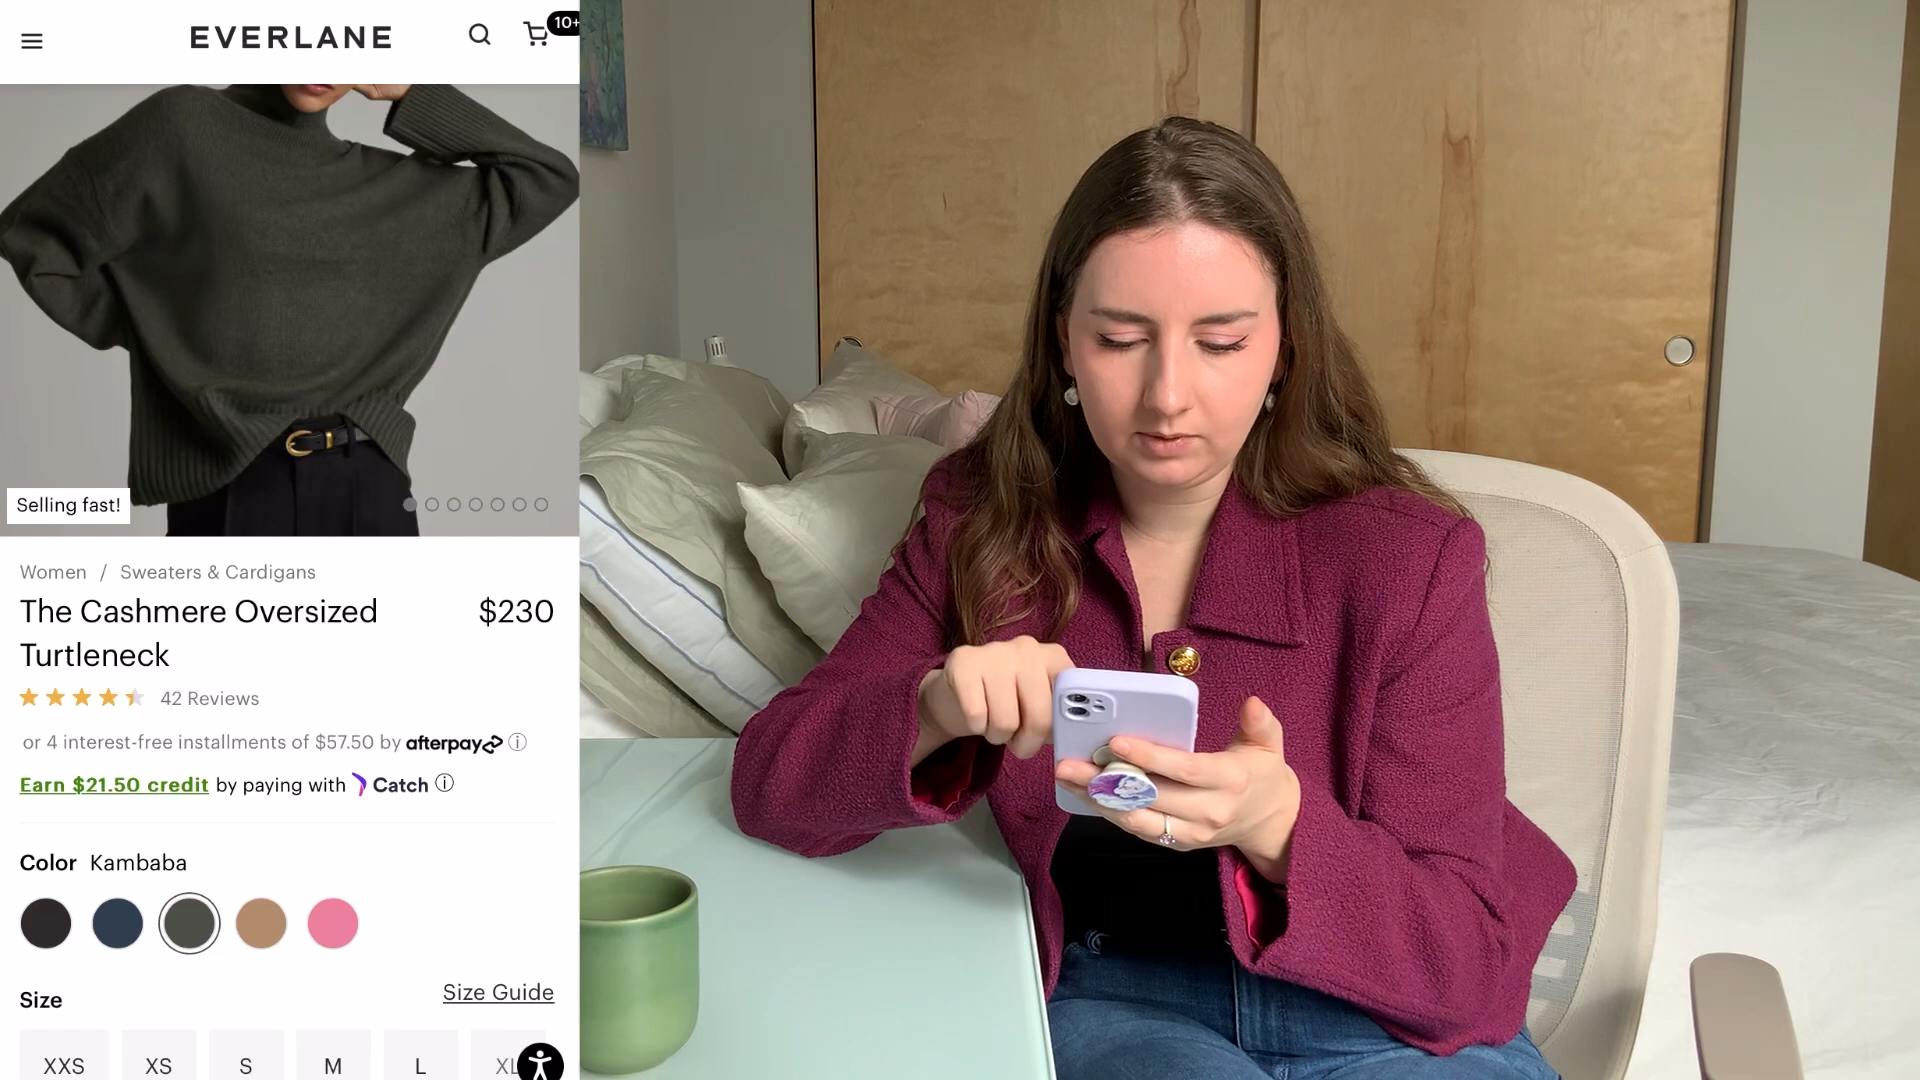 EVERLANE
10+
Selling fast!
Women / Sweaters & Cardigans
The Cashmere Oversized $230
Turtleneck
42 Reviews
or 4 interest-free installments of $57.50 by afterpay
Earn $21.50 credit by paying with Catch
Color Kambaba
Size Size Guide
XXS XS S M L XL